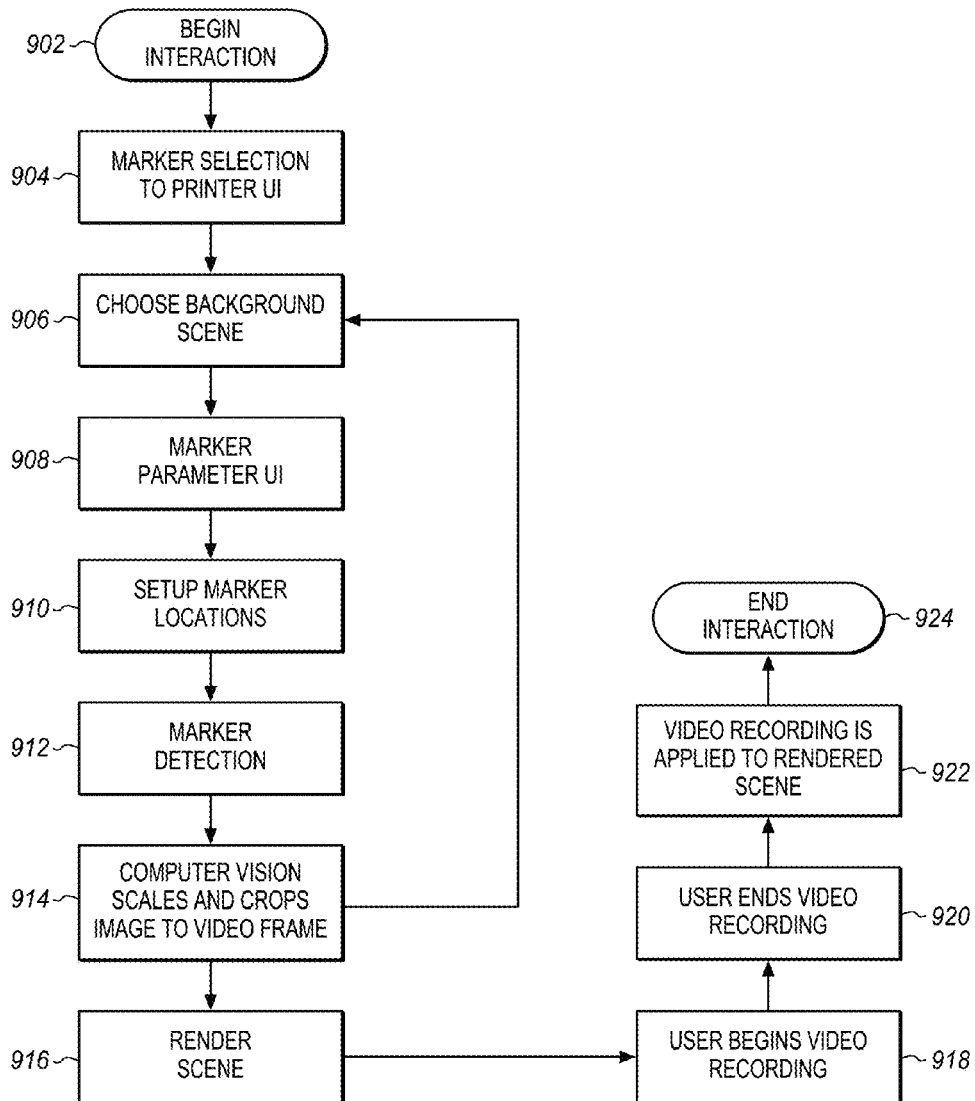 902
BEGIN
INTERACTION
904
MARKER SELECTION
TO PRINTER UI
906
CHOOSE BACKGROUND
SCENE
908
MARKER
PARAMETER UI
910
SETUP MARKER
LOCATIONS
912
MARKER
DETECTION
914
COMPUTER VISION
SCALES AND CROPS
IMAGE TO VIDEO FRAME
916
RENDER
SCENE
USER BEGINS VIDEO
RECORDING
918
USER ENDS VIDEO
RECORDING
920
VIDEO RECORDING IS
APPLIED TO RENDERED
SCENE
922
END
INTERACTION
924